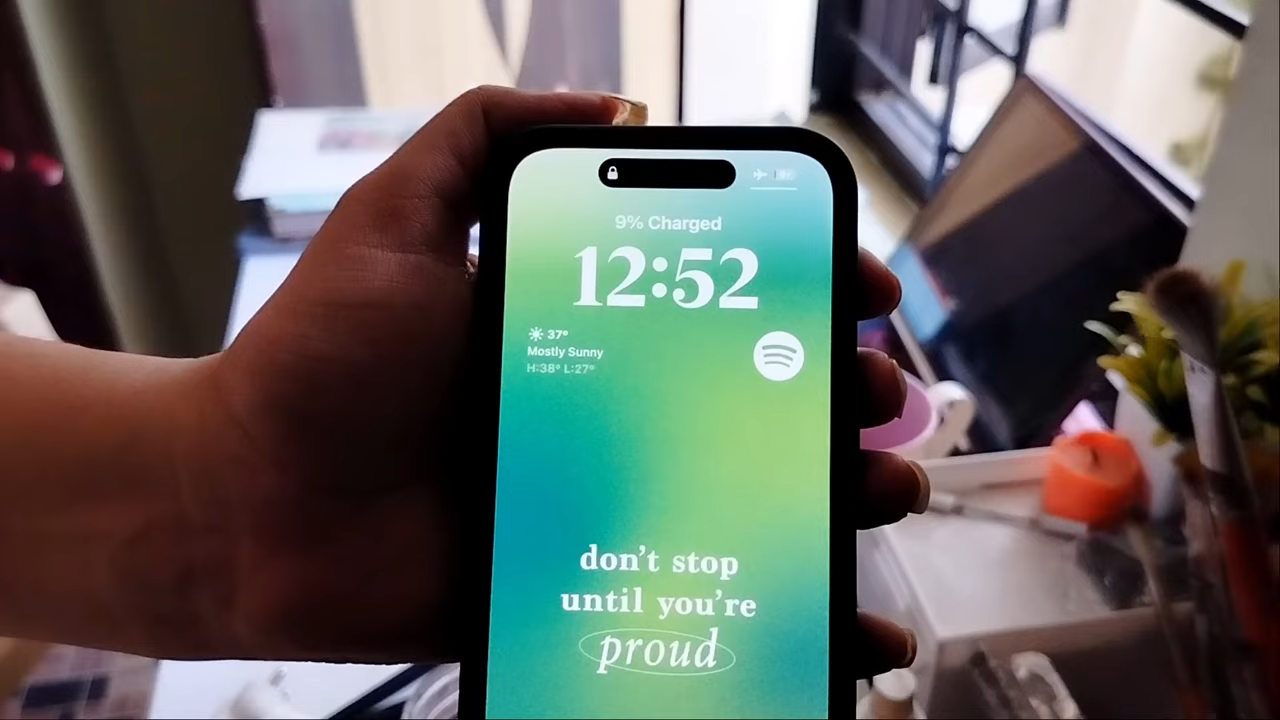 9% Charged
12:52
37°
Mostly Sunny
H:38° L:27°
don't stop
until you're
proud